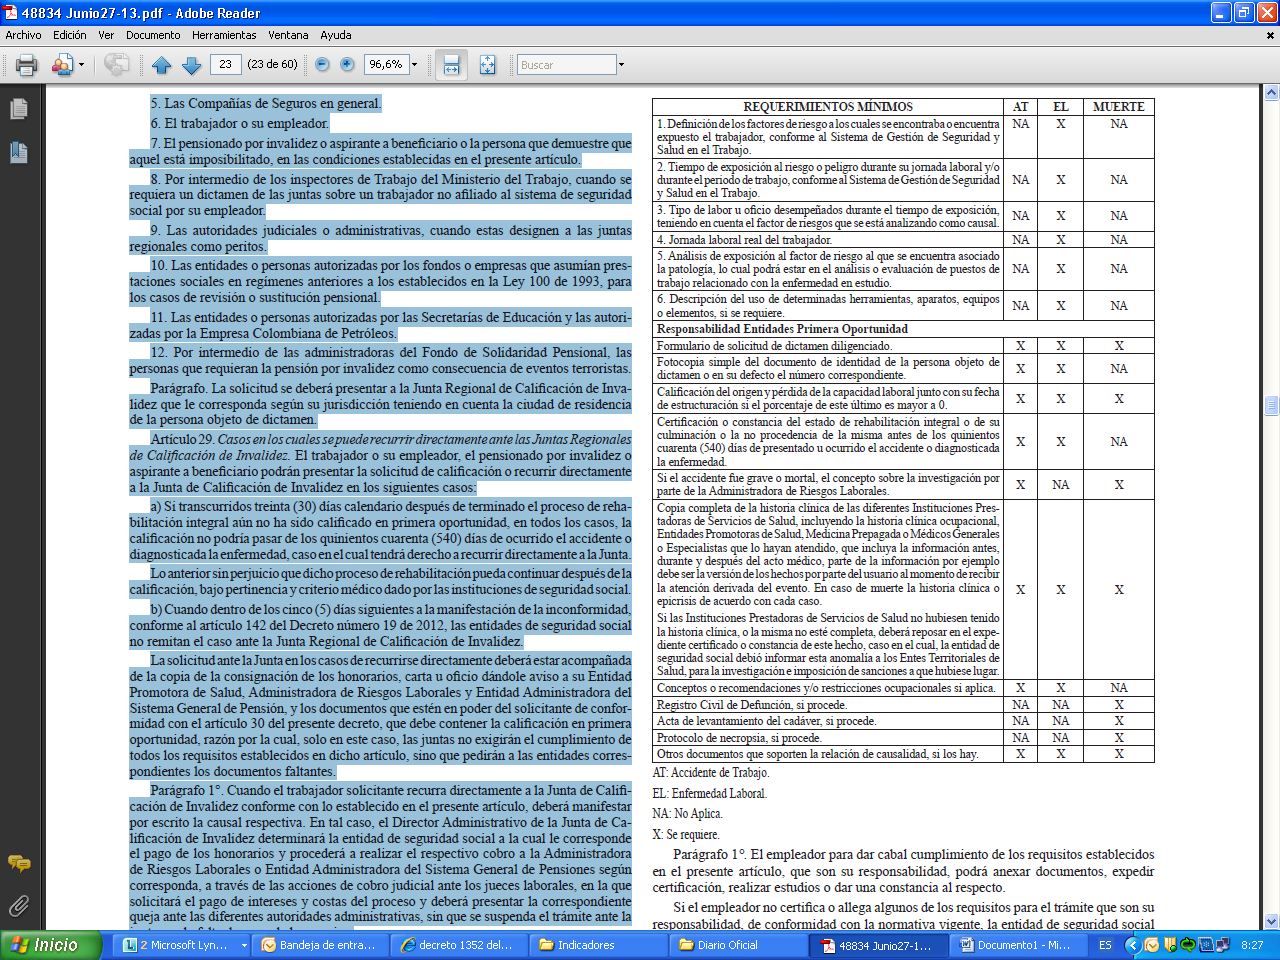 48834 Junio27-13.pdf - Adobe Reader
Archivo Edición Ver Documento Herramientas Ventana Ayuda
23 (23 de 60) 96,6% Buscar
5. Las Compañías de Seguros en general.
6. El trabajador o su empleador.
7. El pensionado por invalidez o aspirante a beneficiario o la persona que demuestre que
aquel está imposibilitado, en las condiciones establecidas en el presente artículo.
8. Por intermedio de los inspectores de Trabajo del Ministerio del Trabajo, cuando se
requiera un dictamen de las juntas sobre un trabajador no afiliado al sistema de seguridad
social por su empleador.
9. Las autoridades judiciales o administrativas, cuando estas designen a las juntas
regionales como peritos.
10. Las entidades o personas autorizadas por los fondos o empresas que asumían pres-
taciones sociales en regímenes anteriores a los establecidos en la Ley 100 de 1993, para
los casos de revisión o sustitución pensional.
11. Las entidades o personas autorizadas por las Secretarías de Educación y las autori-
zadas por la Empresa Colombiana de Petróleos.
12. Por intermedio de las administradoras del Fondo de Solidaridad Pensional, las
personas que requieran la pensión por invalidez como consecuencia de eventos terroristas.
Parágrafo. La solicitud se deberá presentar a la Junta Regional de Calificación de Inva-
lidez que le corresponda según su jurisdicción teniendo en cuenta la ciudad de residencia
de la persona objeto de dictamen.
Artículo 29. Casos en los cuales se puede recurrir directamente ante las Juntas Regionales
de Calificación de Invalidez. El trabajador o su empleador, el pensionado por invalidez o
aspirante a beneficiario podrán presentar la solicitud de calificación o recurrir directamente
a la Junta de Calificación de Invalidez en los siguientes casos:
a) Si transcurridos treinta (30) días calendario después de terminado el proceso de reha-
bilitación integral aún no ha sido calificado en primera oportunidad, en todos los casos, la
calificación no podría pasar de los quinientos cuarenta (540) días de ocurrido el accidente o
diagnosticada la enfermedad, caso en el cual tendrá derecho a recurrir directamente a la Junta.
Lo anterior sin perjuicio que dicho proceso de rehabilitación pueda continuar después de la
calificación, bajo pertinencia y criterio médico dado por las instituciones de seguridad social.
b) Cuando dentro de los cinco (5) días siguientes a la manifestación de la inconformidad,
conforme al artículo 142 del Decreto número 19 de 2012, las entidades de seguridad social
no remitan el caso ante la Junta Regional de Calificación de Invalidez.
La solicitud ante la Junta en los casos de recurrirse directamente deberá estar acompañada
de la copia de la consignación de los honorarios, carta u oficio dándole aviso a su Entidad
Promotora de Salud, Administradora de Riesgos Laborales y Entidad Administradora del
Sistema General de Pensión, y los documentos que estén en poder del solicitante de confor-
midad con el artículo 30 del presente decreto, que debe contener la calificación en primera
oportunidad, razón por la cual, solo en este caso, las juntas no exigirán el cumplimiento de
todos los requisitos establecidos en dicho artículo, sino que pedirán a las entidades corres-
pondientes los documentos faltantes.
Parágrafo 1°. Cuando el trabajador solicitante recurra directamente a la Junta de Califi-
cación de Invalidez conforme con lo establecido en el presente artículo, deberá manifestar
por escrito la causal respectiva. En tal caso, el Director Administrativo de la Junta de Ca-
lificación de Invalidez determinará la entidad de seguridad social a la cual le corresponde
el pago de los honorarios y procederá a realizar el respectivo cobro a la Administradora
de Riesgos Laborales o Entidad Administradora del Sistema General de Pensiones según
corresponda, a través de las acciones de cobro judicial ante los jueces laborales, en la que
solicitará el pago de intereses y costas del proceso y deberá presentar la correspondiente
queja ante las diferentes autoridades administrativas, sin que se suspenda el trámite ante la
REQUERIMIENTOS MÍNIMOS AT EL MUERTE
1. Definición de los factores de riesgo a los cuales se encontraba o encuentra NA X NA
expuesto el trabajador, conforme al Sistema de Gestión de Seguridad y
Salud en el Trabajo.
2. Tiempo de exposición al riesgo o peligro durante su jornada laboral y/o
durante el periodo de trabajo, conforme al Sistema de Gestión de Seguridad NA X NA
y Salud en el Trabajo.
3. Tipo de labor u oficio desempeñados durante el tiempo de exposición, NA X NA
teniendo en cuenta el factor de riesgos que se está analizando como causal.
4. Jornada laboral real del trabajador. NA X NA
5. Análisis de exposición al factor de riesgo al que se encuentra asociado
la patología, lo cual podrá estar en el análisis o evaluación de puestos de NA X NA
trabajo relacionado con la enfermedad en estudio.
6. Descripción del uso de determinadas herramientas, aparatos, equipos NA X NA
o elementos, si se requiere.
Responsabilidad Entidades Primera Oportunidad
Formulario de solicitud de dictamen diligenciado. X X X
Fotocopia simple del documento de identidad de la persona objeto de X X NA
dictamen o en su defecto el número correspondiente.
Calificación del origen y pérdida de la capacidad laboral junto con su fecha X X X
de estructuración si el porcentaje de este último es mayor a 0.
Certificación o constancia del estado de rehabilitación integral o de su
culminación o la no procedencia de la misma antes de los quinientos X X NA
cuarenta (540) días de presentado u ocurrido el accidente o diagnosticada
la enfermedad.
Si el accidente fue grave o mortal, el concepto sobre la investigación por X NA X
parte de la Administradora de Riesgos Laborales.
Copia completa de la historia clínica de las diferentes Instituciones Pres-
tadoras de Servicios de Salud, incluyendo la historia clínica ocupacional,
Entidades Promotoras de Salud, Medicina Prepagada o Médicos Generales
o Especialistas que lo hayan atendido, que incluya la información antes,
durante y después del acto médico, parte de la información por ejemplo
debe ser la versión de los hechos por parte del usuario al momento de recibir
la atención derivada del evento. En caso de muerte la historia clínica o X X X
epicrisis de acuerdo con cada caso.
Si las Instituciones Prestadoras de Servicios de Salud no hubiesen tenido
la historia clínica, o la misma no esté completa, deberá reposar en el expe-
diente certificado o constancia de este hecho, caso en el cual, la entidad de
seguridad social debió informar esta anomalía a los Entes Territoriales de
Salud, para la investigación e imposición de sanciones a que hubiese lugar.
Conceptos o recomendaciones y/o restricciones ocupacionales si aplica. X X NA
Registro Civil de Defunción, si procede. NA NA X
Acta de levantamiento del cadáver, si procede. NA NA X
Protocolo de necropsia, si procede. NA NA X
Otros documentos que soporten la relación de causalidad, si los hay. X X X
AT: Accidente de Trabajo.
EL: Enfermedad Laboral.
NA: No Aplica.
X: Se requiere.
Parágrafo 1°. El empleador para dar cabal cumplimiento de los requisitos establecidos
en el presente artículo, que son su responsabilidad, podrá anexar documentos, expedir
certificación, realizar estudios o dar una constancia al respecto.
Si el empleador no certifica o allega algunos de los requisitos para el trámite que son su
responsabilidad, de conformidad con la normativa vigente, la entidad de seguridad social
Inicio 2 Microsoft Lyn... Bandeja de entra... decreto 1352 del... Indicadores Diario Oficial 48834 Junio27-1... Documento1 - Mi... ES 8:27